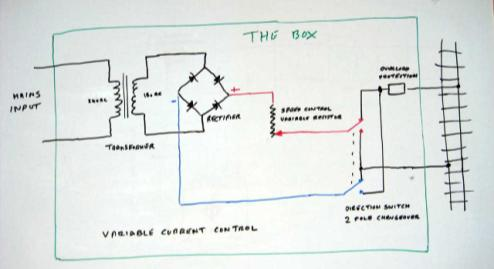 THE BOX
OVERLOAD
PROTECTION
MAINS
INPUT
+
-
SPEED CONTROL
VARIABLE RESISTOR
RECTIFIER
TRANSFORMER
DIRECTION SWITCH
2 POLE CHANGEOVER
VARIABLE CURRENT CONTROL